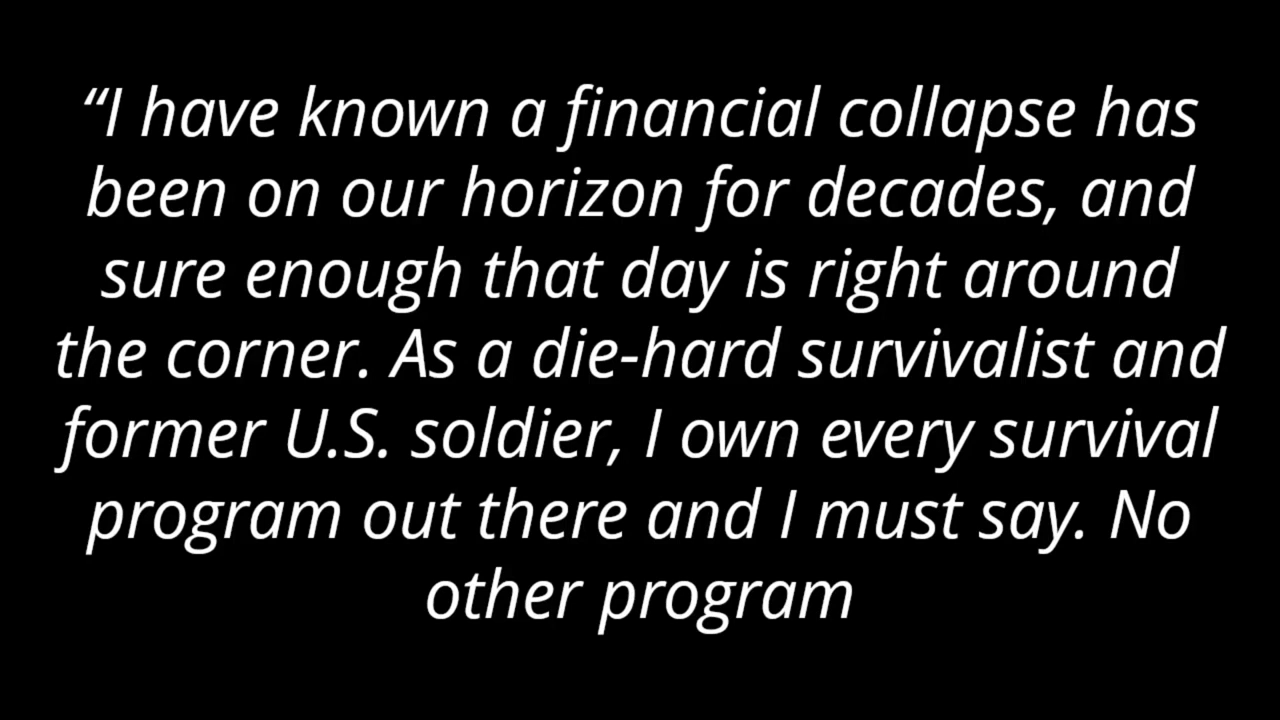 “I have known a financial collapse has
been on our horizon for decades, and
sure enough that day is right around
the corner. As a die-hard survivalist and
former U.S. soldier, I own every survival
program out there and I must say. No
other program